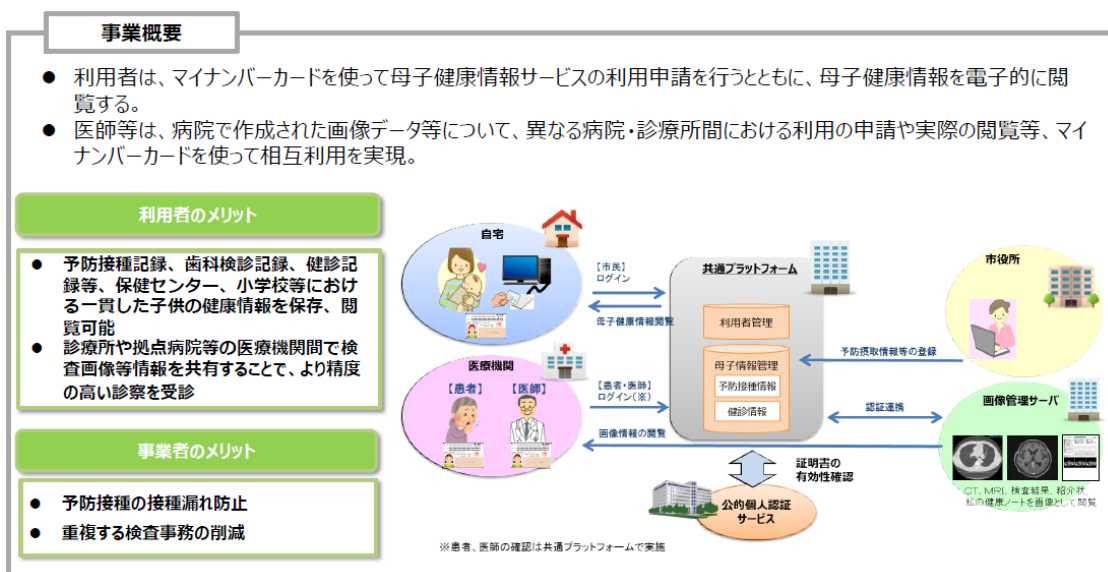 事業概要
● 利用者は、マイナンバーカードを使って母子健康情報サービスの利用申請を行うとともに、母子健康情報を電子的に閲
覧する。
● 医師等は、病院で作成された画像データ等について、異なる病院・診療所間における利用の申請や実際の閲覧等、マイ
ナンバーカードを使って相互利用を実現。
利用者のメリット
● 予防接種記録、歯科検診記録、健診記
録等、保健センター、小学校等におけ
る一貫した子供の健康情報を保存、閲
覧可能
● 診療所や拠点病院等の医療機関間で検
査画像等情報を共有することで、より精度
の高い診察を受診
事業者のメリット
● 予防接種の接種漏れ防止
● 重複する検査事務の削減
自宅
【市民】
ログイン
母子健康情報閲覧
医療機関
【患者】
【医師】
【患者・医師】
ログイン(※)
画像情報の閲覧
共通プラットフォーム
利用者管理
母子情報管理
予防接種情報
健診情報
市役所
予防摂取情報等の登録
認証連携
画像管理サーバ
CT、MRI、検査結果、紹介状、
私の健康ノートを画像として閲覧
証明書の
有効性確認
公的個人認証
サービス
※患者、医師の確認は共通プラットフォームで実施